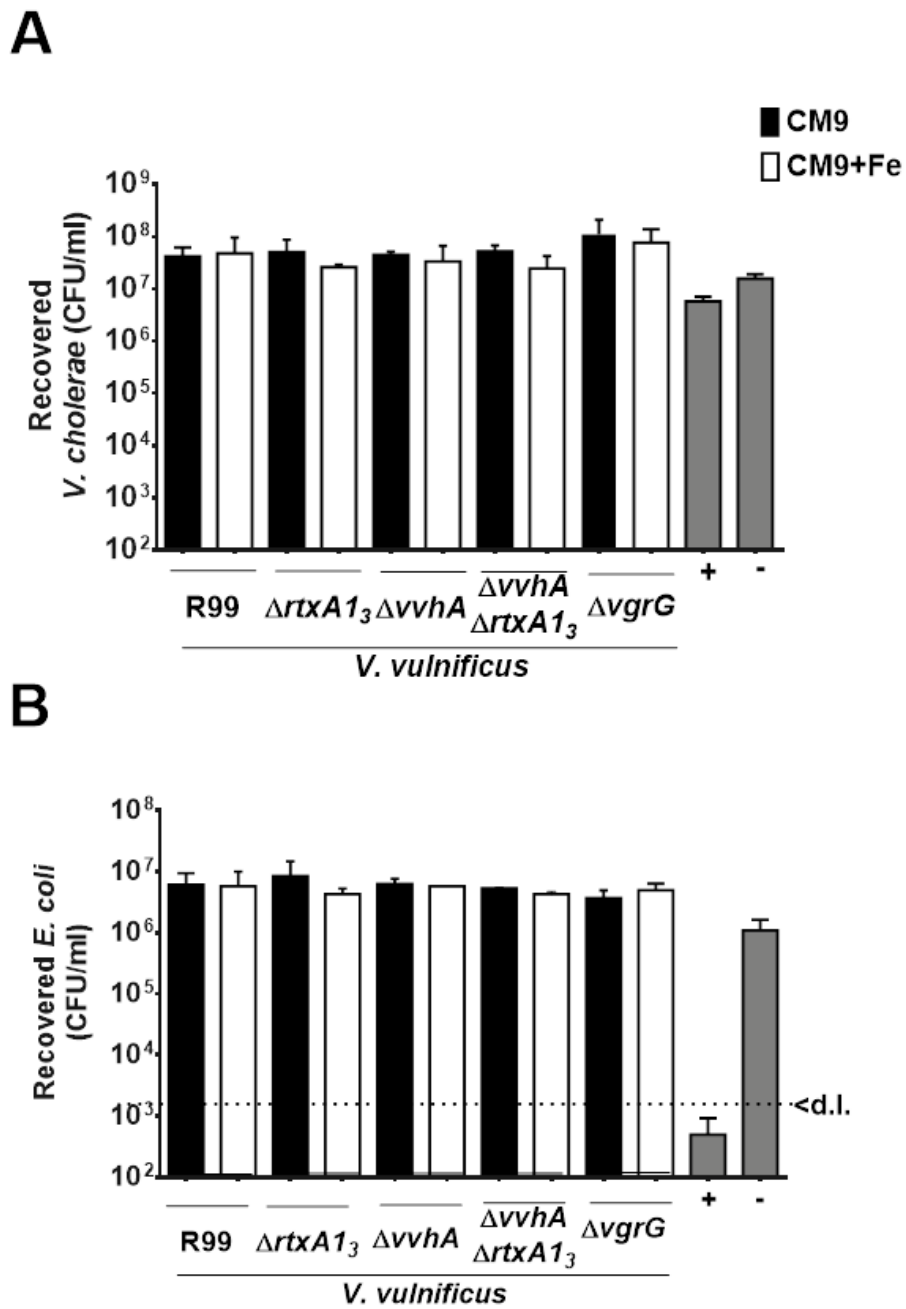 A
CM9
CM9+Fe
Recovered
V. cholerae (CFU/ml)
10⁹
10⁸
10⁷
10⁶
10⁵
10⁴
10³
10²
R99
ΔrtxA1₃
ΔvvhA
ΔvvhA
ΔrtxA1₃
ΔvgrG
+
-
V. vulnificus
B
Recovered E. coli
(CFU/ml)
10⁸
10⁷
10⁶
10⁵
10⁴
10³
10²
<d.l.
R99
ΔrtxA1₃
ΔvvhA
ΔvvhA
ΔrtxA1₃
ΔvgrG
+
-
V. vulnificus